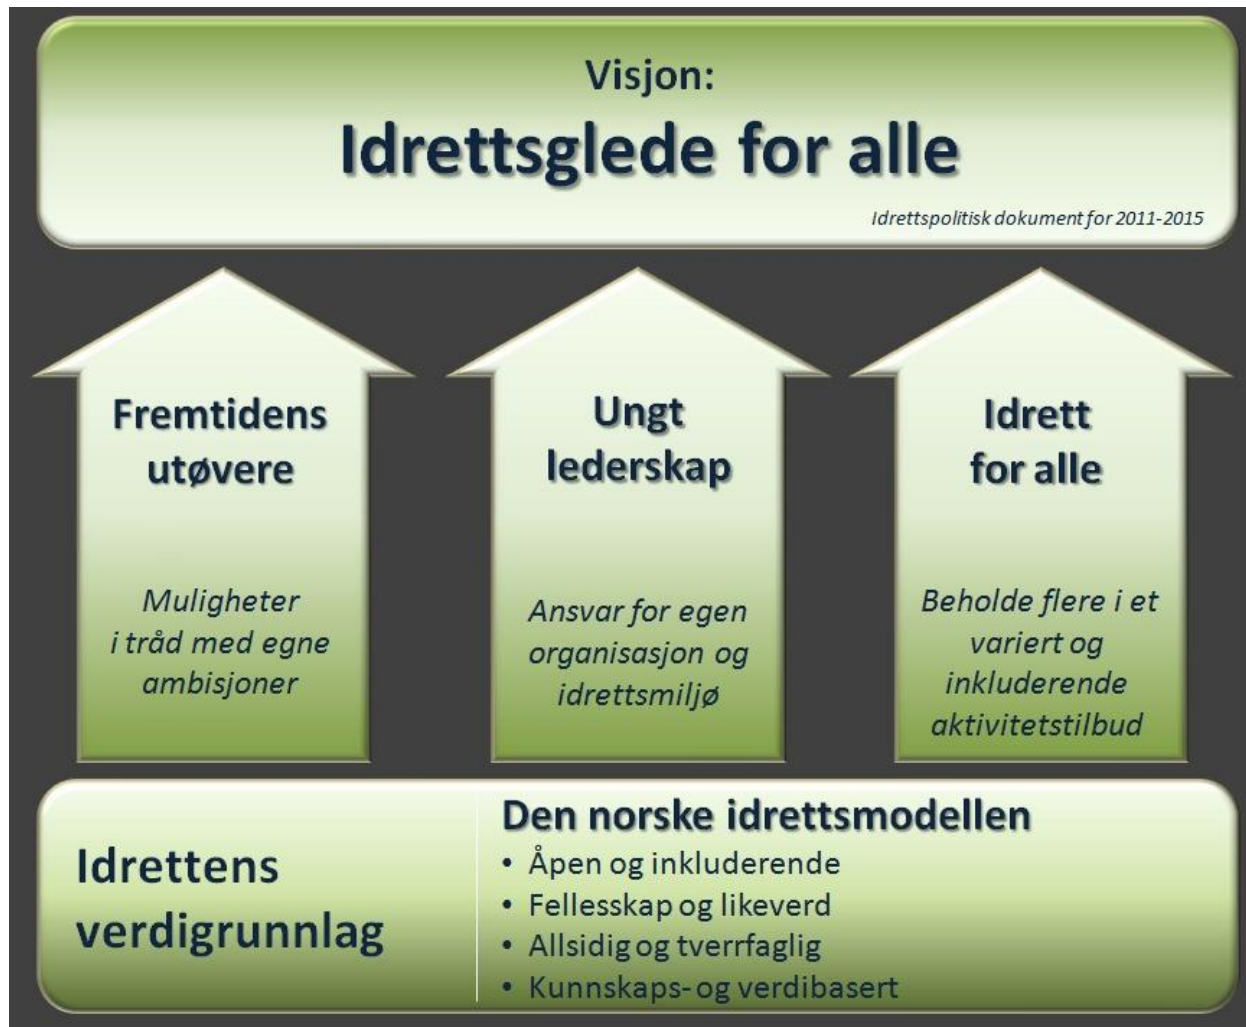 Visjon:
Idrettsglede for alle
Idrettspolitisk dokument for 2011-2015
Fremtidens
utøvere
Muligheter
i tråd med egne
ambisjoner
Ungt
lederskap
Ansvar for egen
organisasjon og
idrettsmiljø
Idrett
for alle
Beholde flere i et
variert og
inkluderende
aktivitetstilbud
Idrettens
verdigrunnlag
Den norske idrettsmodellen
• Åpen og inkluderende
• Fellesskap og likeverd
• Allsidig og tverrfaglig
• Kunnskaps- og verdibasert